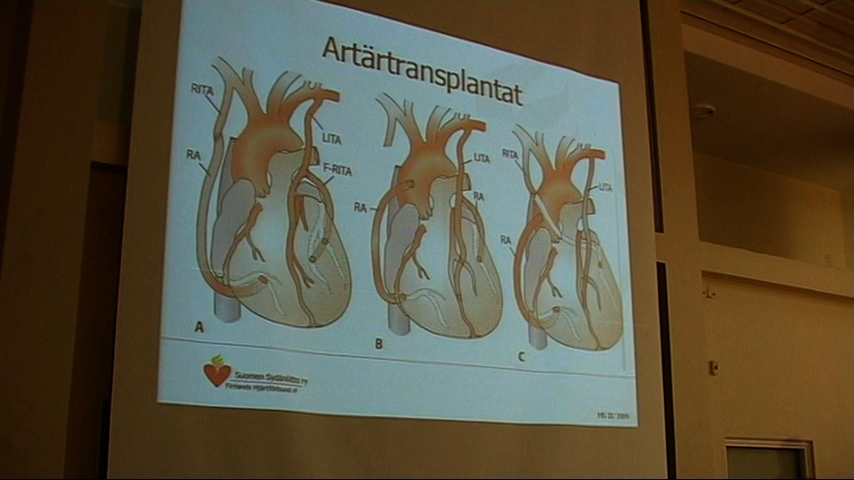 Artärtransplantat
RITA
RA
LITA
F-RITA
A
RA
LITA
RA
B
RITA
LITA
RA
C
Suomen Sydänliitto ry
Finlands Hjärtförbund rf